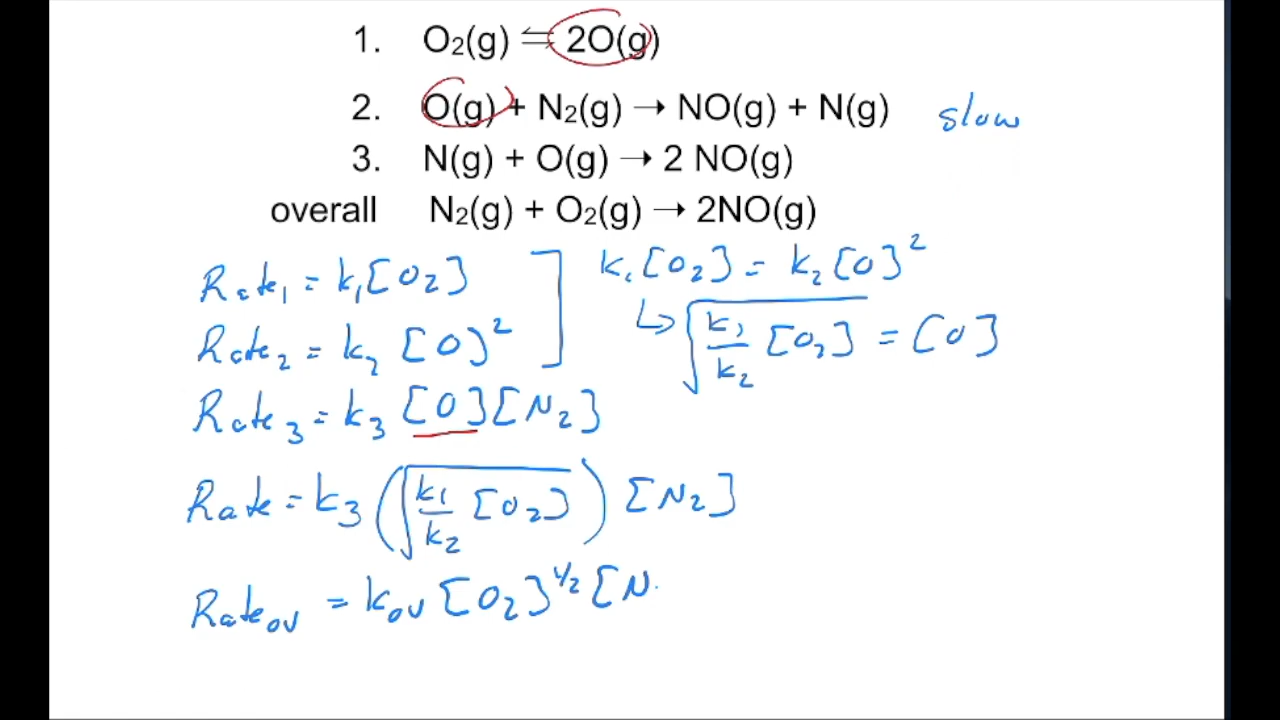 1. O₂(g) ⇋ 2O(g)
2. O(g) + N₂(g) → NO(g) + N(g) slow
3. N(g) + O(g) → 2 NO(g)
overall N₂(g) + O₂(g) → 2NO(g)
Rate₁ = k₁[O₂] ] k₁[O₂] = k₂[O]²
Rate₂ = k₂[O]² ↳ √(k₁/k₂ [O₂]) = [O]
Rate₃ = k₃[O][N₂]
Rate = k₃(√(k₁/k₂ [O₂]))[N₂]
Rateₒᵥ = kₒᵥ[O₂]^½[N